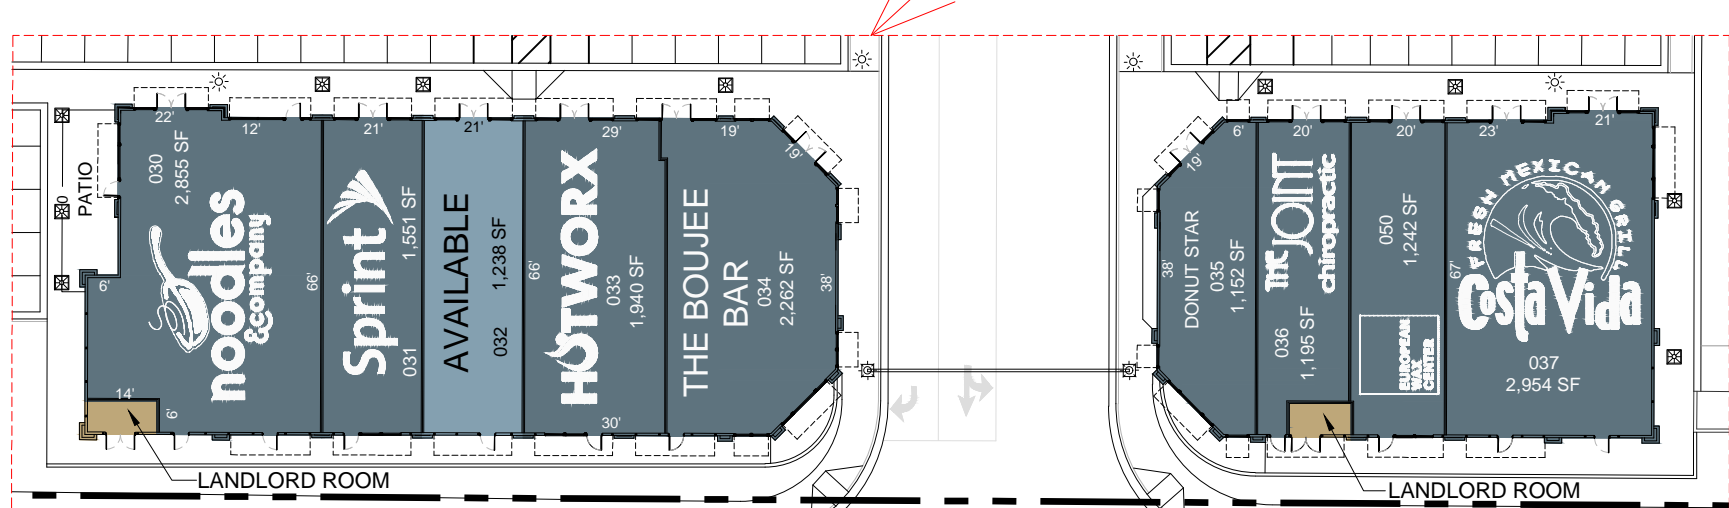 22'
12'
030
2,855 SF
noodles
&company
PATIO
6'
14'
6'
66'
LANDLORD ROOM
21'
Sprint
1,551 SF
031
21'
AVAILABLE
1,238 SF
032
66'
29'
HOTWORX
033
1,940 SF
30'
19'
19'
THE BOUJEE
BAR
034
2,262 SF
38'
6'
19'
38'
DONUT STAR
035
1,152 SF
20'
THE JOINT
chiropractic
036
1,195 SF
20'
050
1,242 SF
EUROPEAN
WAX
CENTER
67'
23'
21'
FRESH MEXICAN GRILL
Costa Vida
037
2,954 SF
LANDLORD ROOM